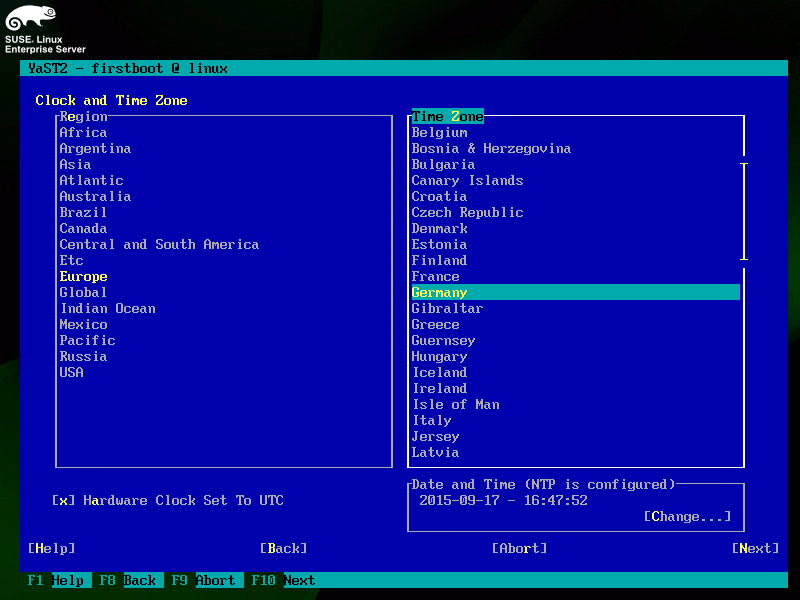 SUSE. Linux
Enterprise Server
YaST2 - firstboot @ linux
Clock and Time Zone
Region
Africa
Argentina
Asia
Atlantic
Australia
Brazil
Canada
Central and South America
Etc
Europe
Global
Indian Ocean
Mexico
Pacific
Russia
USA
Time Zone
Belgium
Bosnia & Herzegovina
Bulgaria
Canary Islands
Croatia
Czech Republic
Denmark
Estonia
Finland
France
Germany
Gibraltar
Greece
Guernsey
Hungary
Iceland
Ireland
Isle of Man
Italy
Jersey
Latvia
[x] Hardware Clock Set To UTC
Date and Time (NTP is configured)
2015-09-17 - 16:47:52
[Change...]
[Help] [Back] [Abort] [Next]
F1 Help F8 Back F9 Abort F10 Next